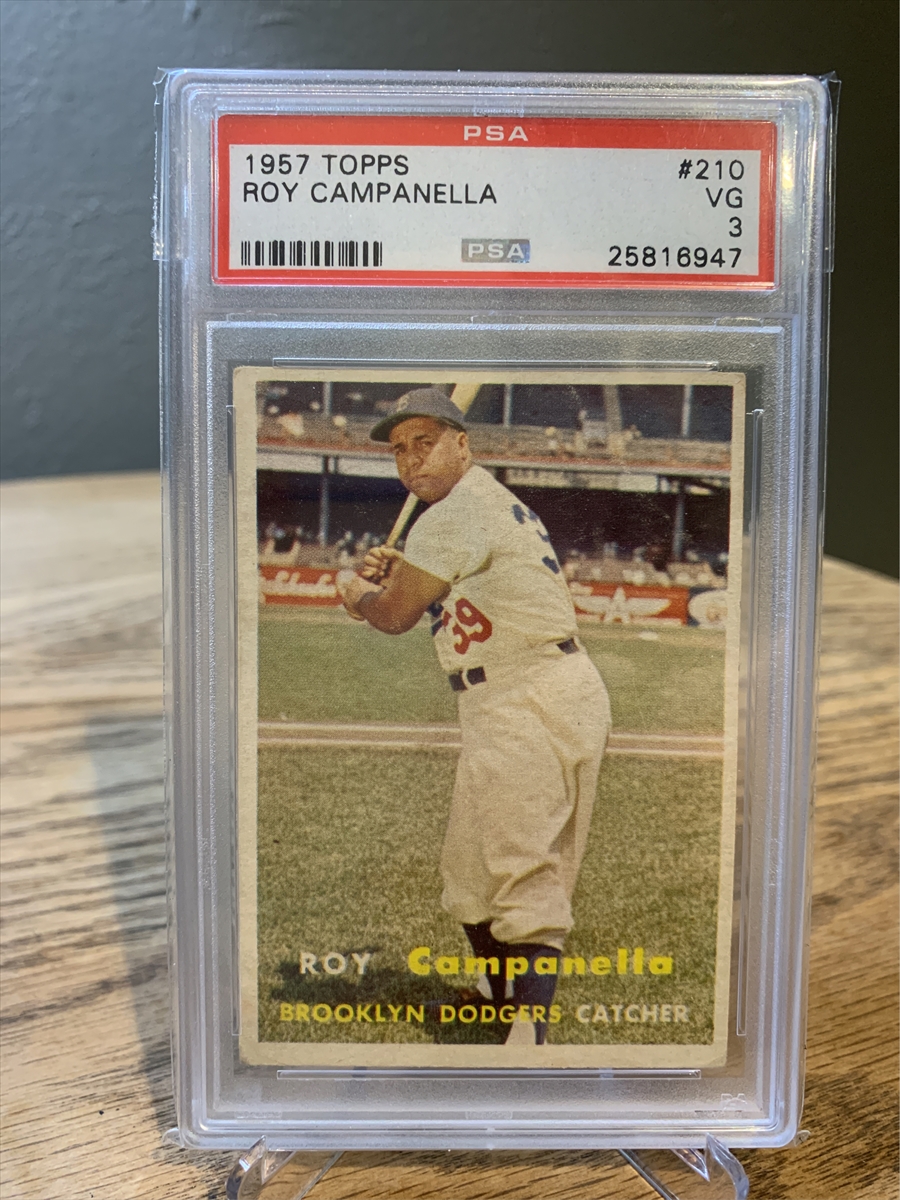 PSA
1957 TOPPS #210
ROY CAMPANELLA VG
3
PSA 25816947
39
ROY Campanella
BROOKLYN DODGERS CATCHER